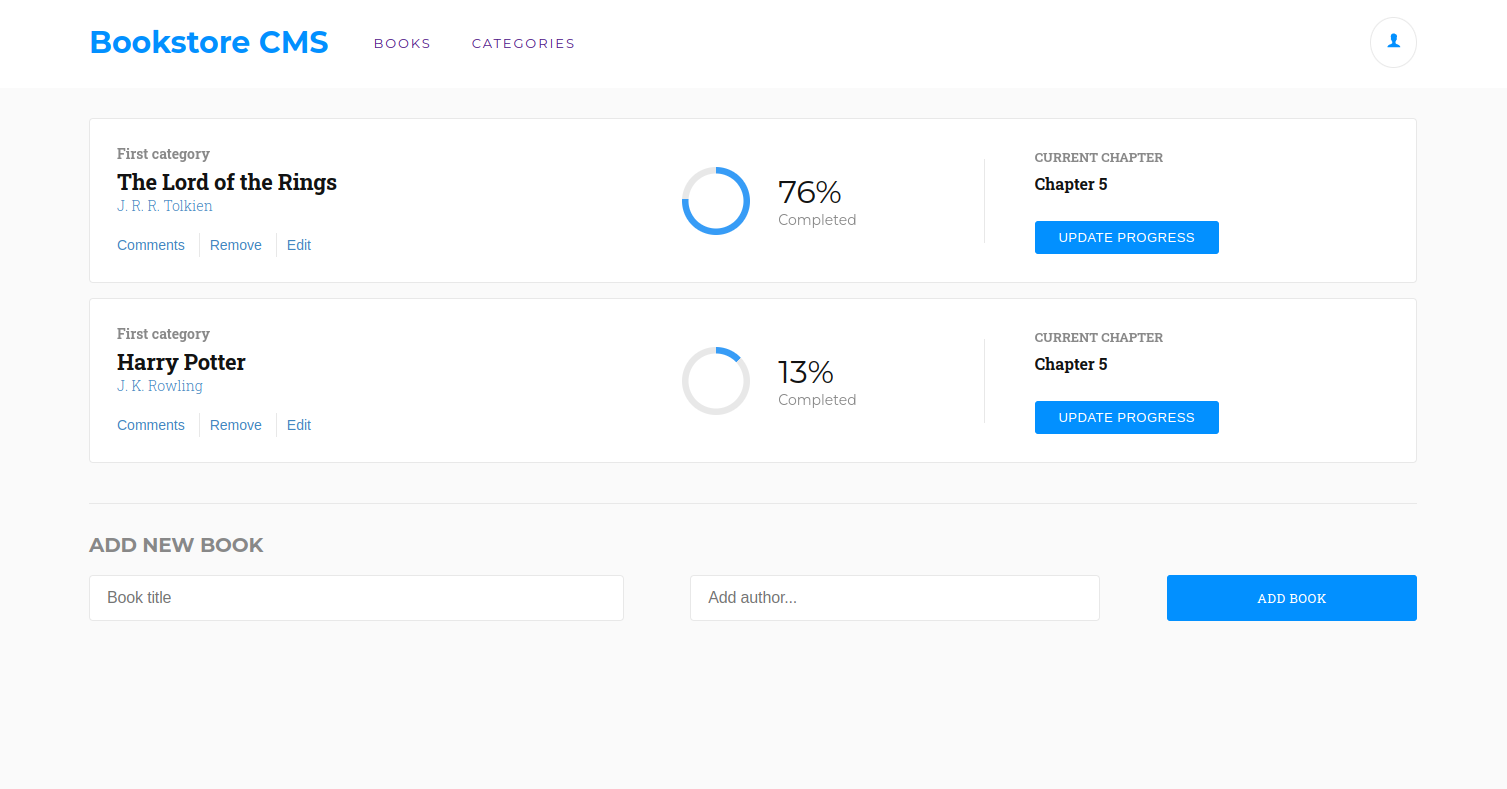 Bookstore CMS
BOOKS
CATEGORIES
First category
The Lord of the Rings
J. R. R. Tolkien
Comments
Remove
Edit
76%
Completed
CURRENT CHAPTER
Chapter 5
UPDATE PROGRESS
First category
Harry Potter
J. K. Rowling
Comments
Remove
Edit
13%
Completed
CURRENT CHAPTER
Chapter 5
UPDATE PROGRESS
ADD NEW BOOK
Book title
Add author...
ADD BOOK